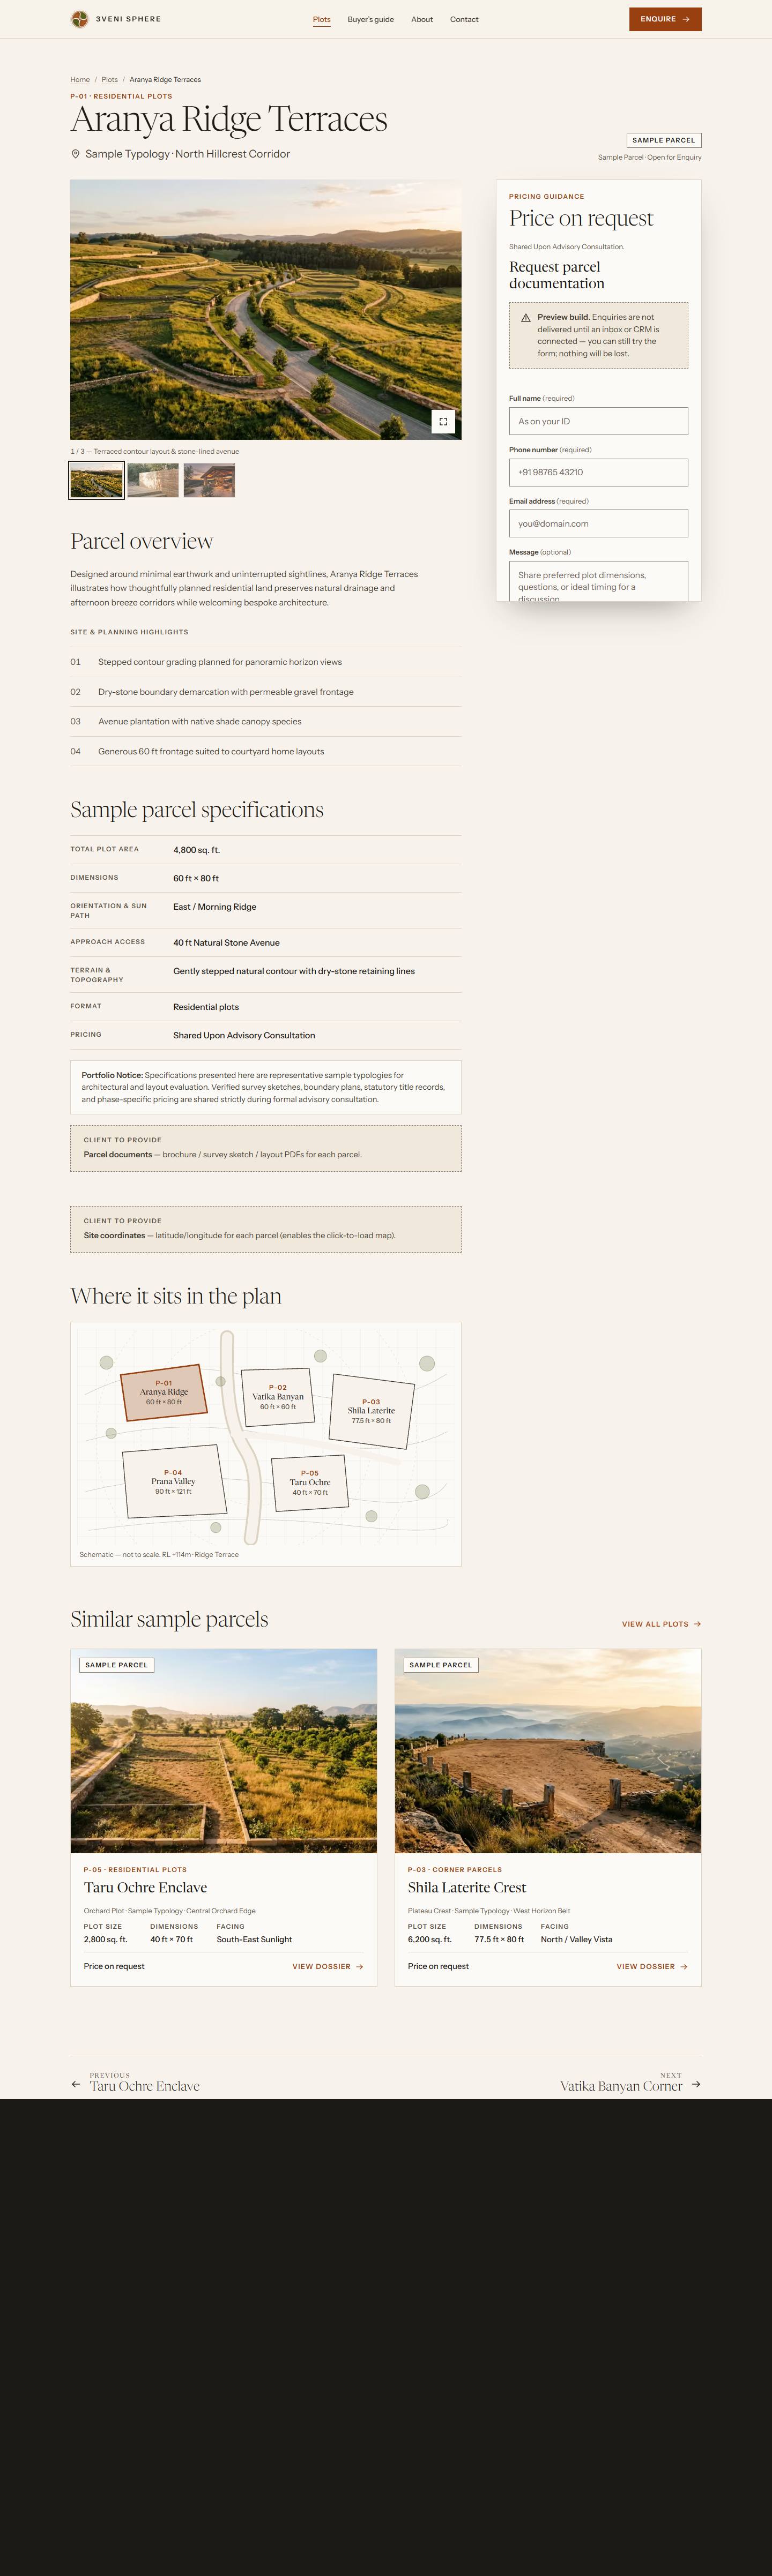 3VENI SPHERE
Plots
Buyer's guide
About
Contact
ENQUIRE
Home / Plots / Aranya Ridge Terraces
P-01 · RESIDENTIAL PLOTS
Aranya Ridge Terraces
Sample Typology · North Hillcrest Corridor
SAMPLE PARCEL
Sample Parcel · Open for Enquiry
1 / 3 — Terraced contour layout & stone-lined avenue
PRICING GUIDANCE
Price on request
Shared Upon Advisory Consultation.
Request parcel
documentation
Preview build. Enquiries are not
delivered until an inbox or CRM is
connected — you can still try the
form; nothing will be lost.
Full name (required)
As on your ID
Phone number (required)
+91 98765 43210
Email address (required)
you@domain.com
Message (optional)
Share preferred plot dimensions,
questions, or ideal timing for a
discussion
Parcel overview
Designed around minimal earthwork and uninterrupted sightlines, Aranya Ridge Terraces
illustrates how thoughtfully planned residential land preserves natural drainage and
afternoon breeze corridors while welcoming bespoke architecture.
SITE & PLANNING HIGHLIGHTS
01 Stepped contour grading planned for panoramic horizon views
02 Dry-stone boundary demarcation with permeable gravel frontage
03 Avenue plantation with native shade canopy species
04 Generous 60 ft frontage suited to courtyard home layouts
Sample parcel specifications
TOTAL PLOT AREA 4,800 sq. ft.
DIMENSIONS 60 ft × 80 ft
ORIENTATION & SUN
PATH
East / Morning Ridge
APPROACH ACCESS 40 ft Natural Stone Avenue
TERRAIN &
TOPOGRAPHY
Gently stepped natural contour with dry-stone retaining lines
FORMAT Residential plots
PRICING Shared Upon Advisory Consultation
Portfolio Notice: Specifications presented here are representative sample typologies for
architectural and layout evaluation. Verified survey sketches, boundary plans, statutory title records,
and phase-specific pricing are shared strictly during formal advisory consultation.
CLIENT TO PROVIDE
Parcel documents — brochure / survey sketch / layout PDFs for each parcel.
CLIENT TO PROVIDE
Site coordinates — latitude/longitude for each parcel (enables the click-to-load map).
Where it sits in the plan
P-01
Aranya Ridge
60 ft × 80 ft
P-02
Vatika Banyan
60 ft × 60 ft
P-03
Shila Laterite
77.5 ft × 80 ft
P-04
Prana Valley
90 ft × 121 ft
P-05
Taru Ochre
40 ft × 70 ft
Schematic — not to scale. RL +114m · Ridge Terrace
Similar sample parcels
VIEW ALL PLOTS
SAMPLE PARCEL
P-05 · RESIDENTIAL PLOTS
Taru Ochre Enclave
Orchard Plot · Sample Typology · Central Orchard Edge
PLOT SIZE DIMENSIONS FACING
2,800 sq. ft. 40 ft × 70 ft South-East Sunlight
Price on request
VIEW DOSSIER
SAMPLE PARCEL
P-03 · CORNER PARCELS
Shila Laterite Crest
Plateau Crest · Sample Typology · West Horizon Belt
PLOT SIZE DIMENSIONS FACING
6,200 sq. ft. 77.5 ft × 80 ft North / Valley Vista
Price on request
VIEW DOSSIER
PREVIOUS
Taru Ochre Enclave
NEXT
Vatika Banyan Corner